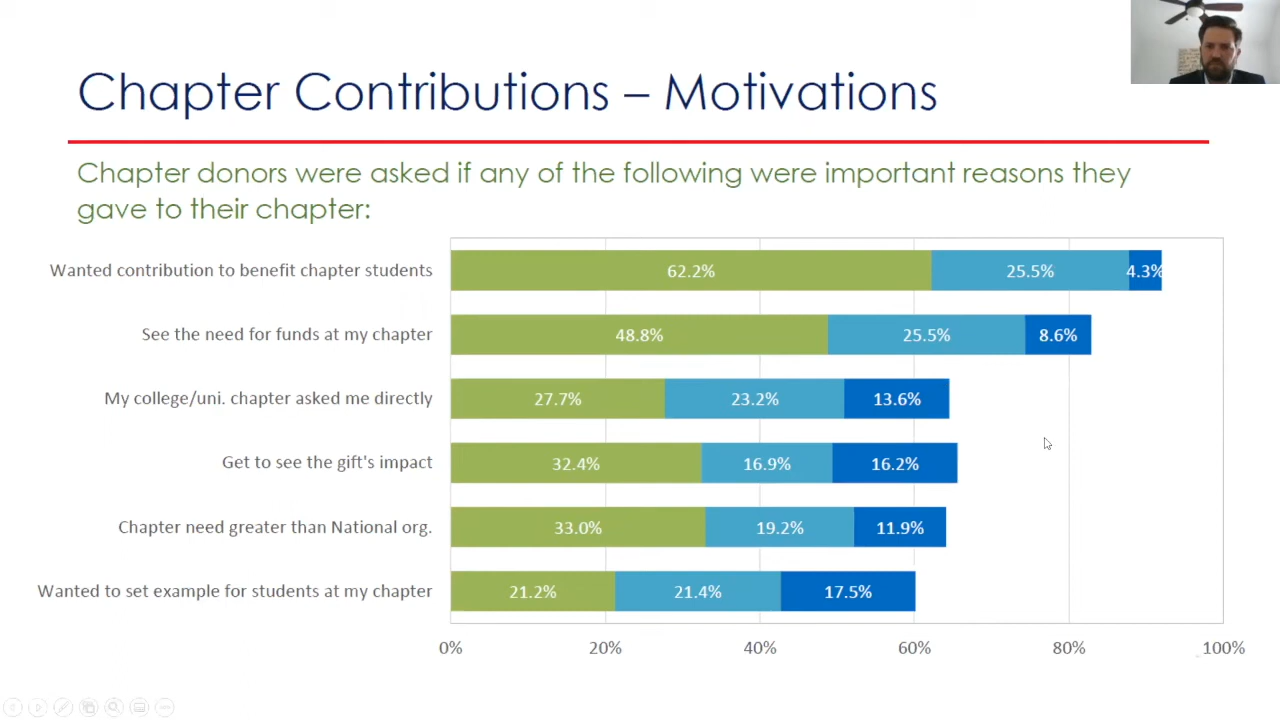 Chapter Contributions – Motivations
Chapter donors were asked if any of the following were important reasons they
gave to their chapter:
Wanted contribution to benefit chapter students 62.2% 25.5% 4.3%
See the need for funds at my chapter 48.8% 25.5% 8.6%
My college/uni. chapter asked me directly 27.7% 23.2% 13.6%
Get to see the gift's impact 32.4% 16.9% 16.2%
Chapter need greater than National org. 33.0% 19.2% 11.9%
Wanted to set example for students at my chapter 21.2% 21.4% 17.5%
0% 20% 40% 60% 80% 100%